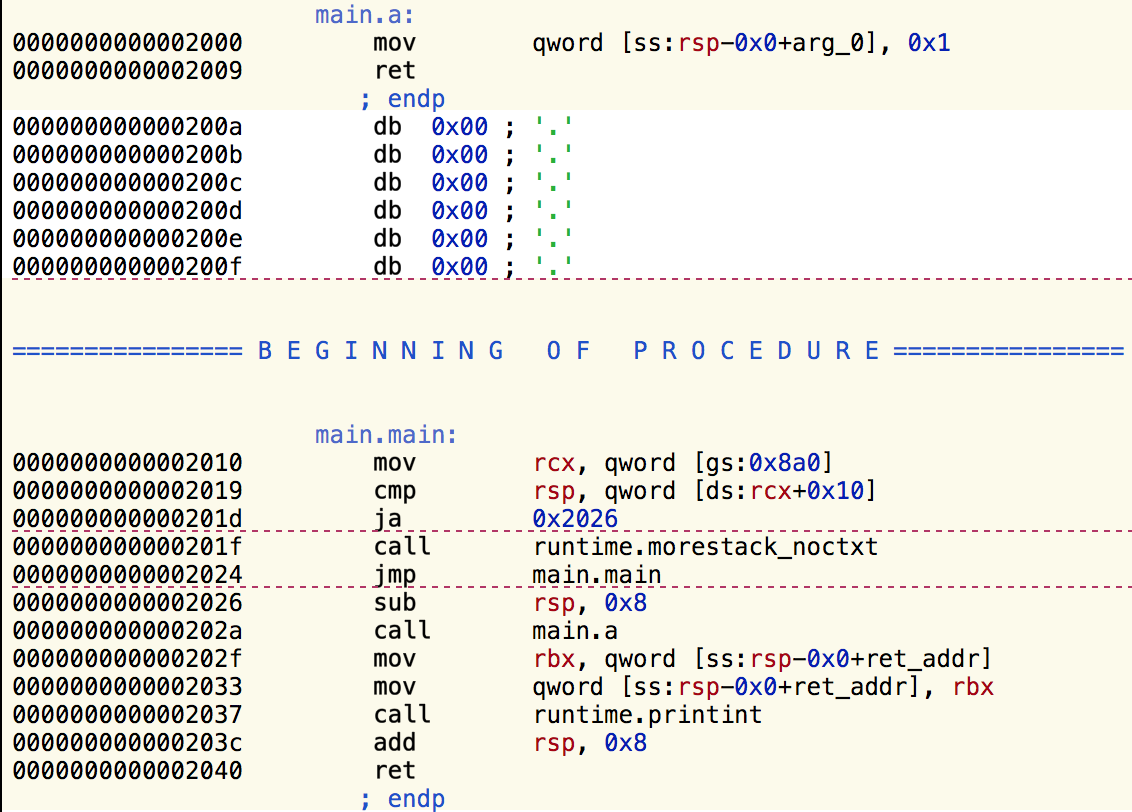 main.a:
0000000000002000 mov qword [ss:rsp-0x0+arg_0], 0x1
0000000000002009 ret
; endp
000000000000200a db 0x00 ; '.'
000000000000200b db 0x00 ; '.'
000000000000200c db 0x00 ; '.'
000000000000200d db 0x00 ; '.'
000000000000200e db 0x00 ; '.'
000000000000200f db 0x00 ; '.'
================ B E G I N N I N G   O F   P R O C E D U R E ================
main.main:
0000000000002010 mov rcx, qword [gs:0x8a0]
0000000000002019 cmp rsp, qword [ds:rcx+0x10]
000000000000201d ja 0x2026
000000000000201f call runtime.morestack_noctxt
0000000000002024 jmp main.main
0000000000002026 sub rsp, 0x8
000000000000202a call main.a
000000000000202f mov rbx, qword [ss:rsp-0x0+ret_addr]
0000000000002033 mov qword [ss:rsp-0x0+ret_addr], rbx
0000000000002037 call runtime.printint
000000000000203c add rsp, 0x8
0000000000002040 ret
; endp